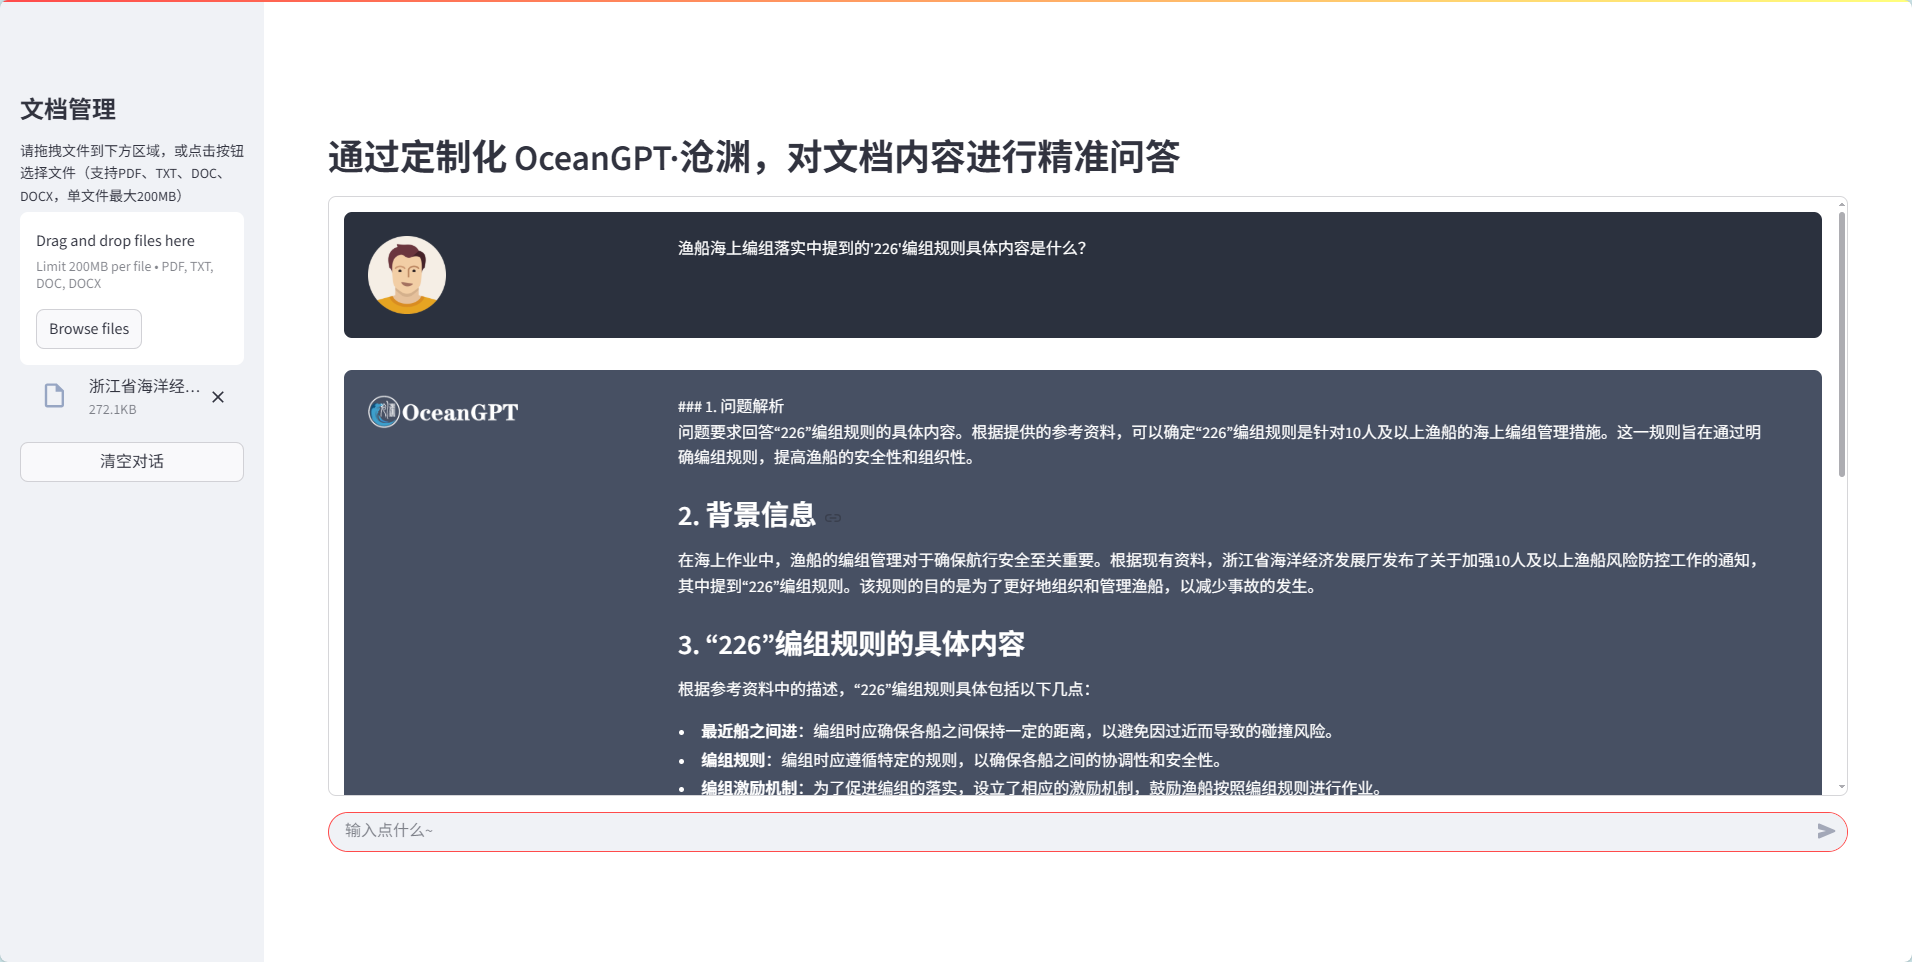 文档管理
请拖拽文件到下方区域，或点击按钮
选择文件（支持PDF、TXT、DOC、
DOCX，单文件最大200MB）
Drag and drop files here
Limit 200MB per file • PDF, TXT,
DOC, DOCX
Browse files
浙江省海洋经...
272.1KB
清空对话
通过定制化 OceanGPT·沧渊，对文档内容进行精准问答
渔船海上编组落实中提到的'226'编组规则具体内容是什么？
OceanGPT
### 1. 问题解析
问题要求回答“226”编组规则的具体内容。根据提供的参考资料，可以确定“226”编组规则是针对10人及以上渔船的海上编组管理措施。这一规则旨在通过明
确编组规则，提高渔船的安全性和组织性。
2. 背景信息
在海上作业中，渔船的编组管理对于确保航行安全至关重要。根据现有资料，浙江省海洋经济发展厅发布了关于加强10人及以上渔船风险防控工作的通知，
其中提到“226”编组规则。该规则的目的是为了更好地组织和管理渔船，以减少事故的发生。
3. “226”编组规则的具体内容
根据参考资料中的描述，“226”编组规则具体包括以下几点：
• 最近船之间进：编组时应确保各船之间保持一定的距离，以避免因过近而导致的碰撞风险。
• 编组规则：编组时应遵循特定的规则，以确保各船之间的协调性和安全性。
• 编组激励机制：为了促进编组的落实，设立了相应的激励机制，鼓励渔船按照编组规则进行作业。
输入点什么~